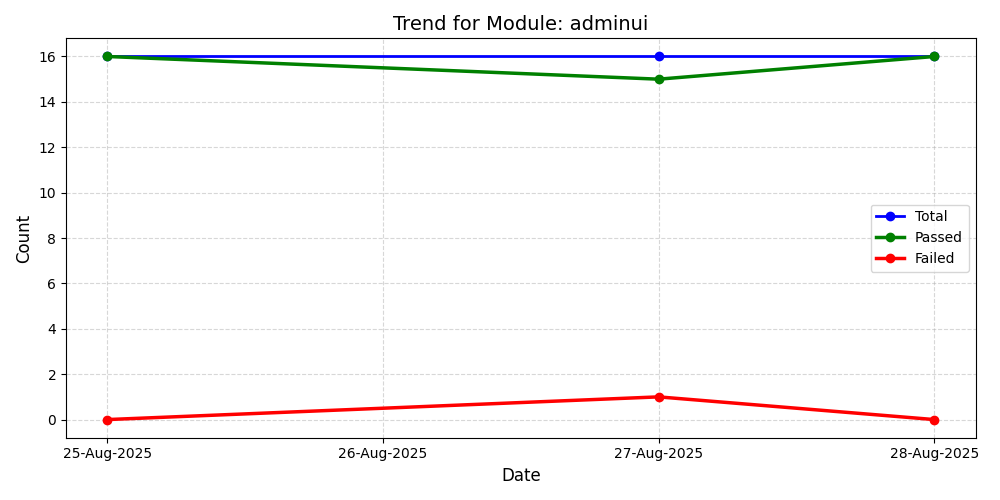 Trend for Module: adminui
16
14
12
10
8
6
4
2
0
Count
Total
Passed
Failed
25-Aug-2025 26-Aug-2025 27-Aug-2025 28-Aug-2025
Date